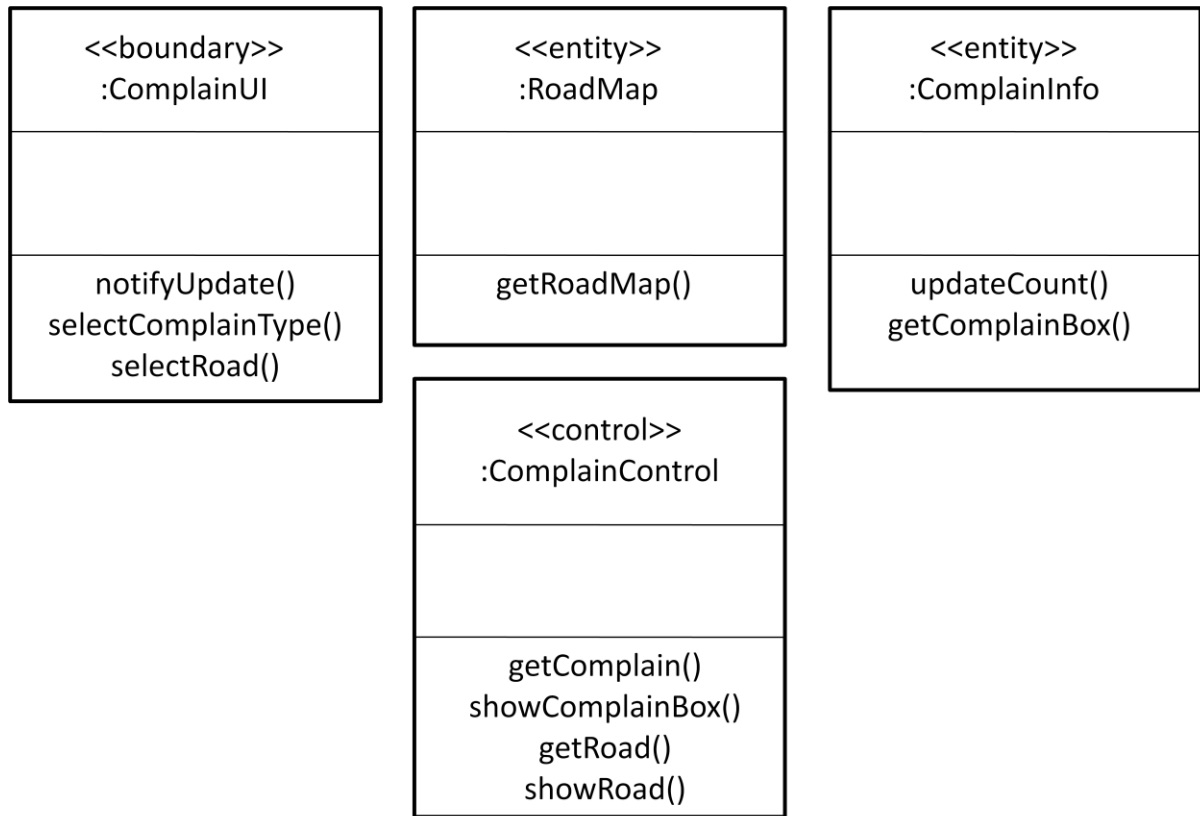 <<boundary>>
:ComplainUI
notifyUpdate()
selectComplainType()
selectRoad()
<<entity>>
:RoadMap
getRoadMap()
<<entity>>
:ComplainInfo
updateCount()
getComplainBox()
<<control>>
:ComplainControl
getComplain()
showComplainBox()
getRoad()
showRoad()